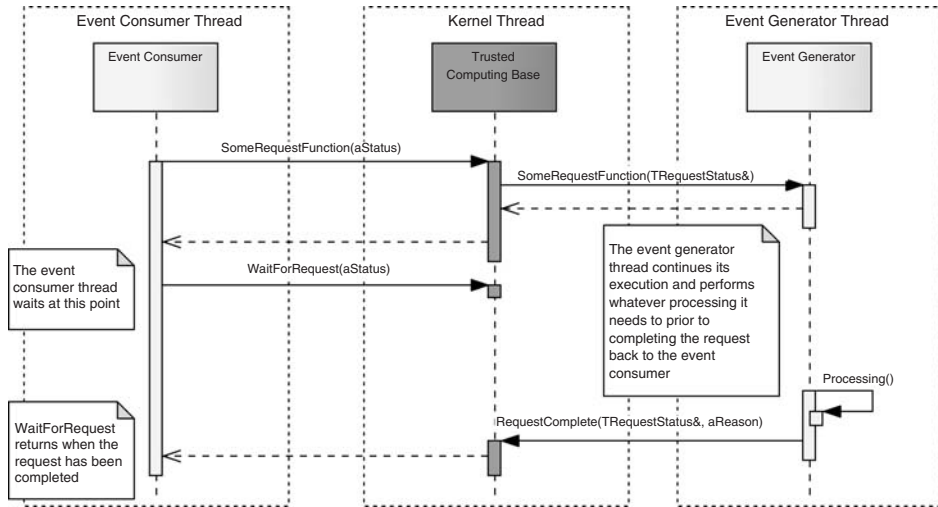 Event Consumer Thread
Kernel Thread
Event Generator Thread
Event Consumer
Trusted
Computing Base
Event Generator
SomeRequestFunction(aStatus)
SomeRequestFunction(TRequestStatus&)
The event
consumer thread
waits at this point
WaitForRequest(aStatus)
The event generator
thread continues its
execution and performs
whatever processing it
needs to prior to
completing the request
back to the event
consumer
Processing()
WaitForRequest
returns when the
request has been
completed
RequestComplete(TRequestStatus&, aReason)